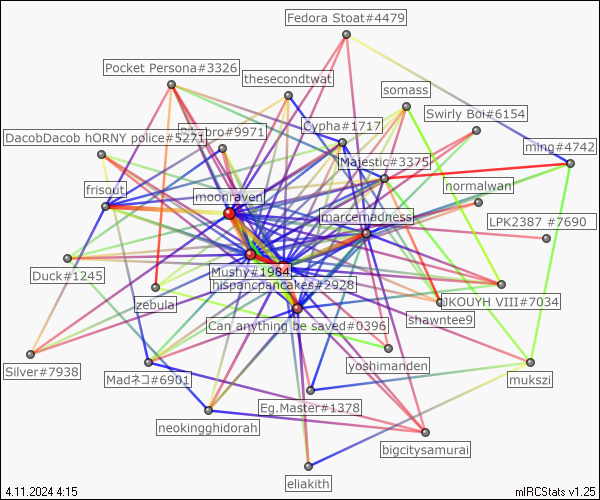 Fedora Stoat#4479
Pocket Persona#3326
thesecondtwat
somass
Swirly Boi#6154
Cypha#1717
#9971
DacobDacob hORNY police#5271
ming#4742
Majestic#3375
frisout
moonraven
normalwan
marcemadness
LPK2387 #7690
Mushy#1984
Duck#1245
hispancpancakes#2928
zebula
JKOUYH VIII#7034
shawntee9
Can anything be saved#0396
yoshimanden
Silver#7938
Madネコ#6901
mukszi
Eg.Master#1378
neokingghidorah
bigcitysamurai
eliakith
4.11.2024 4:15
mIRCStats v1.25